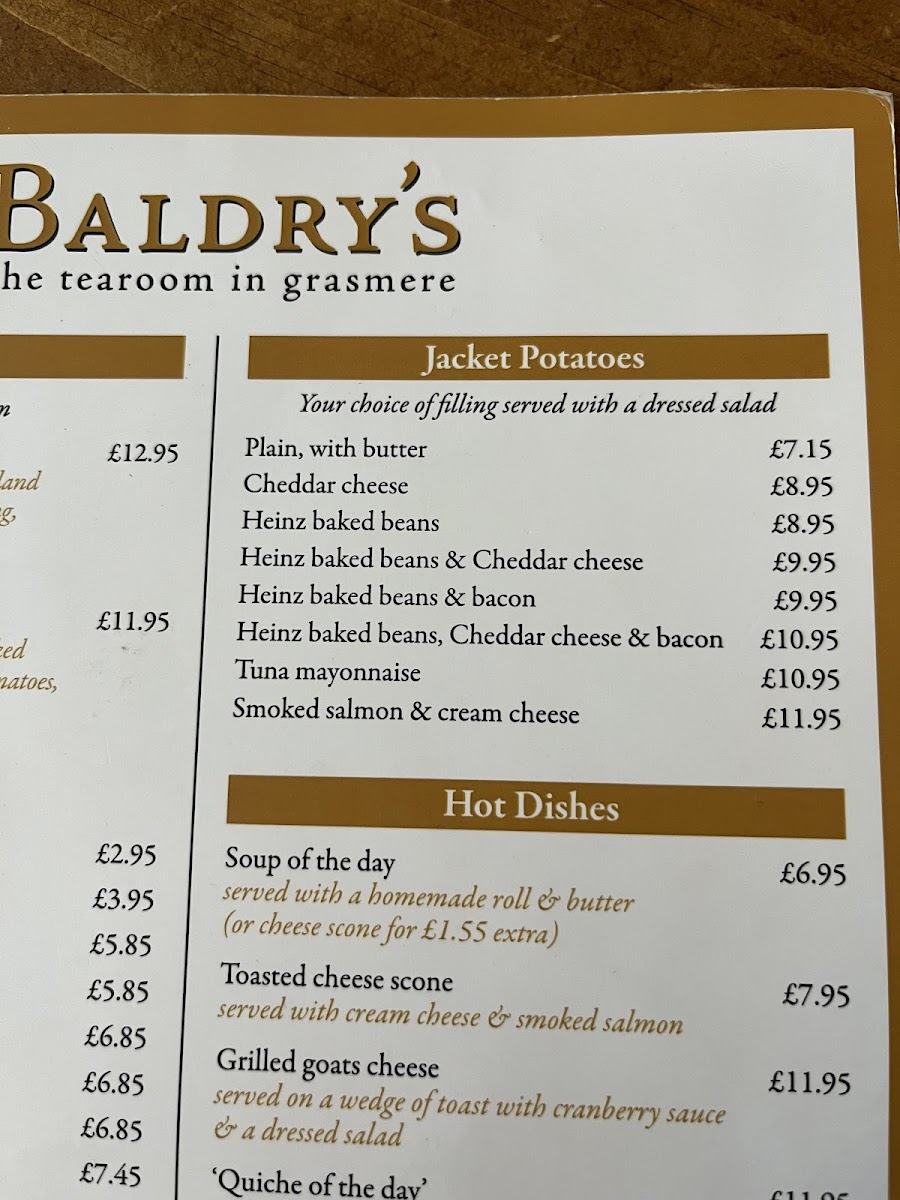 BALDRY'S
he tearoom in grasmere
£12.95
land
£11.95
£2.95
£3.95
£5.85
£5.85
£6.85
£6.85
£6.85
£7.45
Jacket Potatoes
Your choice of filling served with a dressed salad
Plain, with butter £7.15
Cheddar cheese £8.95
Heinz baked beans £8.95
Heinz baked beans & Cheddar cheese £9.95
Heinz baked beans & bacon £9.95
Heinz baked beans, Cheddar cheese & bacon £10.95
Tuna mayonnaise £10.95
Smoked salmon & cream cheese £11.95
Hot Dishes
Soup of the day £6.95
served with a homemade roll & butter
(or cheese scone for £1.55 extra)
Toasted cheese scone £7.95
served with cream cheese & smoked salmon
Grilled goats cheese £11.95
served on a wedge of toast with cranberry sauce
& a dressed salad
'Quiche of the day'